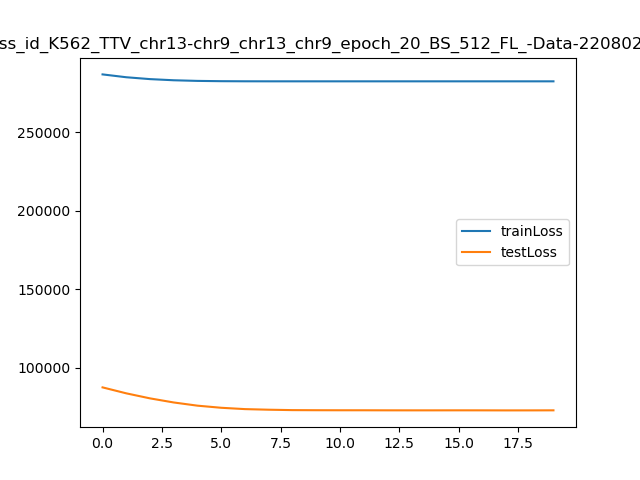 ss_id_K562_TTV_chr13-chr9_chr13_chr9_epoch_20_BS_512_FL_-Data-220802
250000
200000
150000
100000
trainLoss
testLoss
0.0 2.5 5.0 7.5 10.0 12.5 15.0 17.5